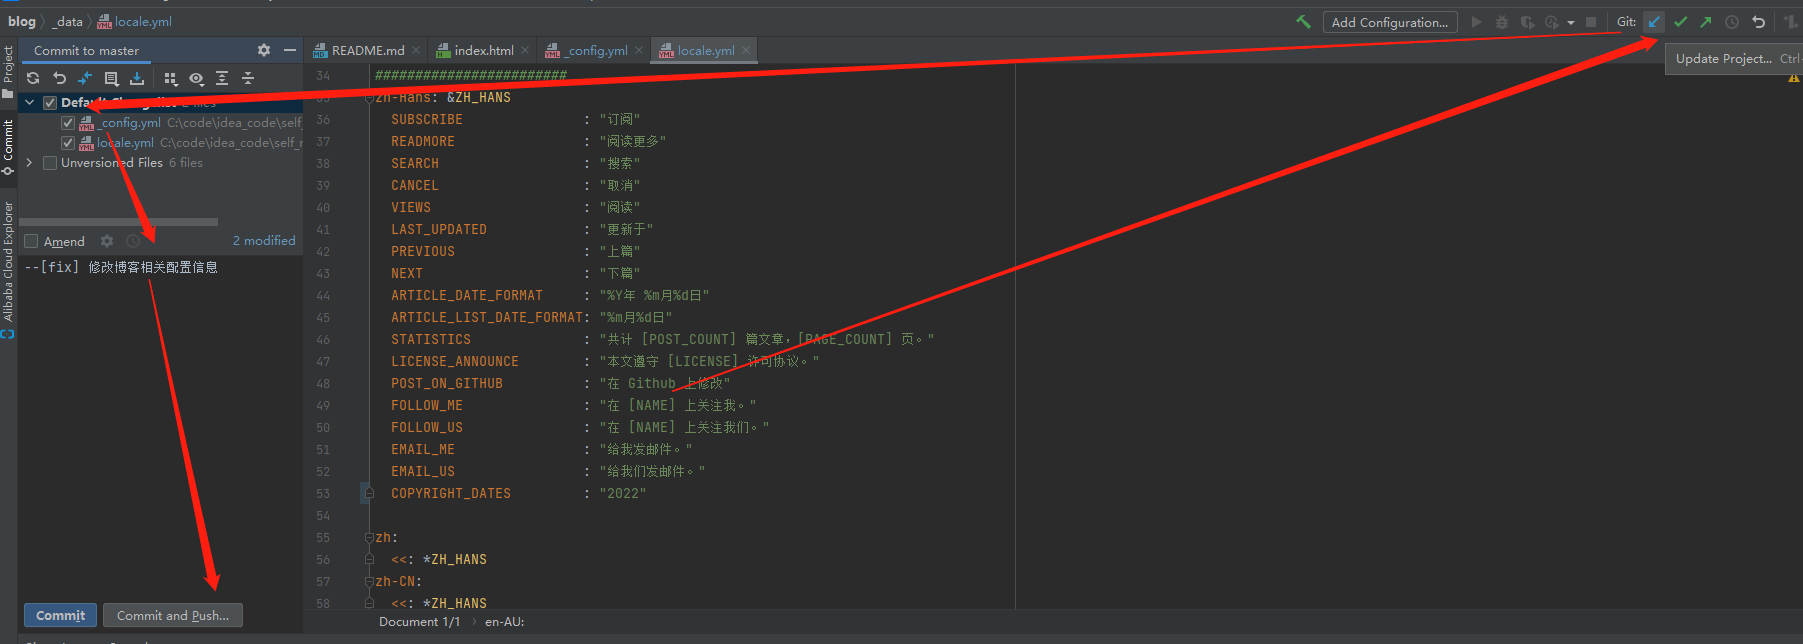 blog _data locale.yml
Add Configuration... Git:
Project
Commit
Alibaba Cloud Explorer
Commit to master
README.md index.html _config.yml locale.yml
Update Project... Ctrl+
2 files
_config.yml C:\code\idea_code\self_
locale.yml C:\code\idea_code\self_r
Unversioned Files 6 files
Amend 2 modified
--[fix] 修改博客相关配置信息
Commit Commit and Push...
34 ########################
zh-Hans: &ZH_HANS
36 SUBSCRIBE : "订阅"
37 READMORE : "阅读更多"
38 SEARCH : "搜索"
39 CANCEL : "取消"
40 VIEWS : "阅读"
41 LAST_UPDATED : "更新于"
42 PREVIOUS : "上篇"
43 NEXT : "下篇"
44 ARTICLE_DATE_FORMAT : "%Y年 %m月%d日"
45 ARTICLE_LIST_DATE_FORMAT: "%m月%d日"
46 STATISTICS : "共计 [POST_COUNT] 篇文章，[PAGE_COUNT] 页。"
47 LICENSE_ANNOUNCE : "本文遵守 [LICENSE] 许可协议。"
48 POST_ON_GITHUB : "在 Github 上修改"
49 FOLLOW_ME : "在 [NAME] 上关注我。"
50 FOLLOW_US : "在 [NAME] 上关注我们。"
51 EMAIL_ME : "给我发邮件。"
52 EMAIL_US : "给我们发邮件。"
53 COPYRIGHT_DATES : "2022"
54
55 zh:
56 <<: *ZH_HANS
57 zh-CN:
58 <<: *ZH_HANS
Document 1/1 en-AU: